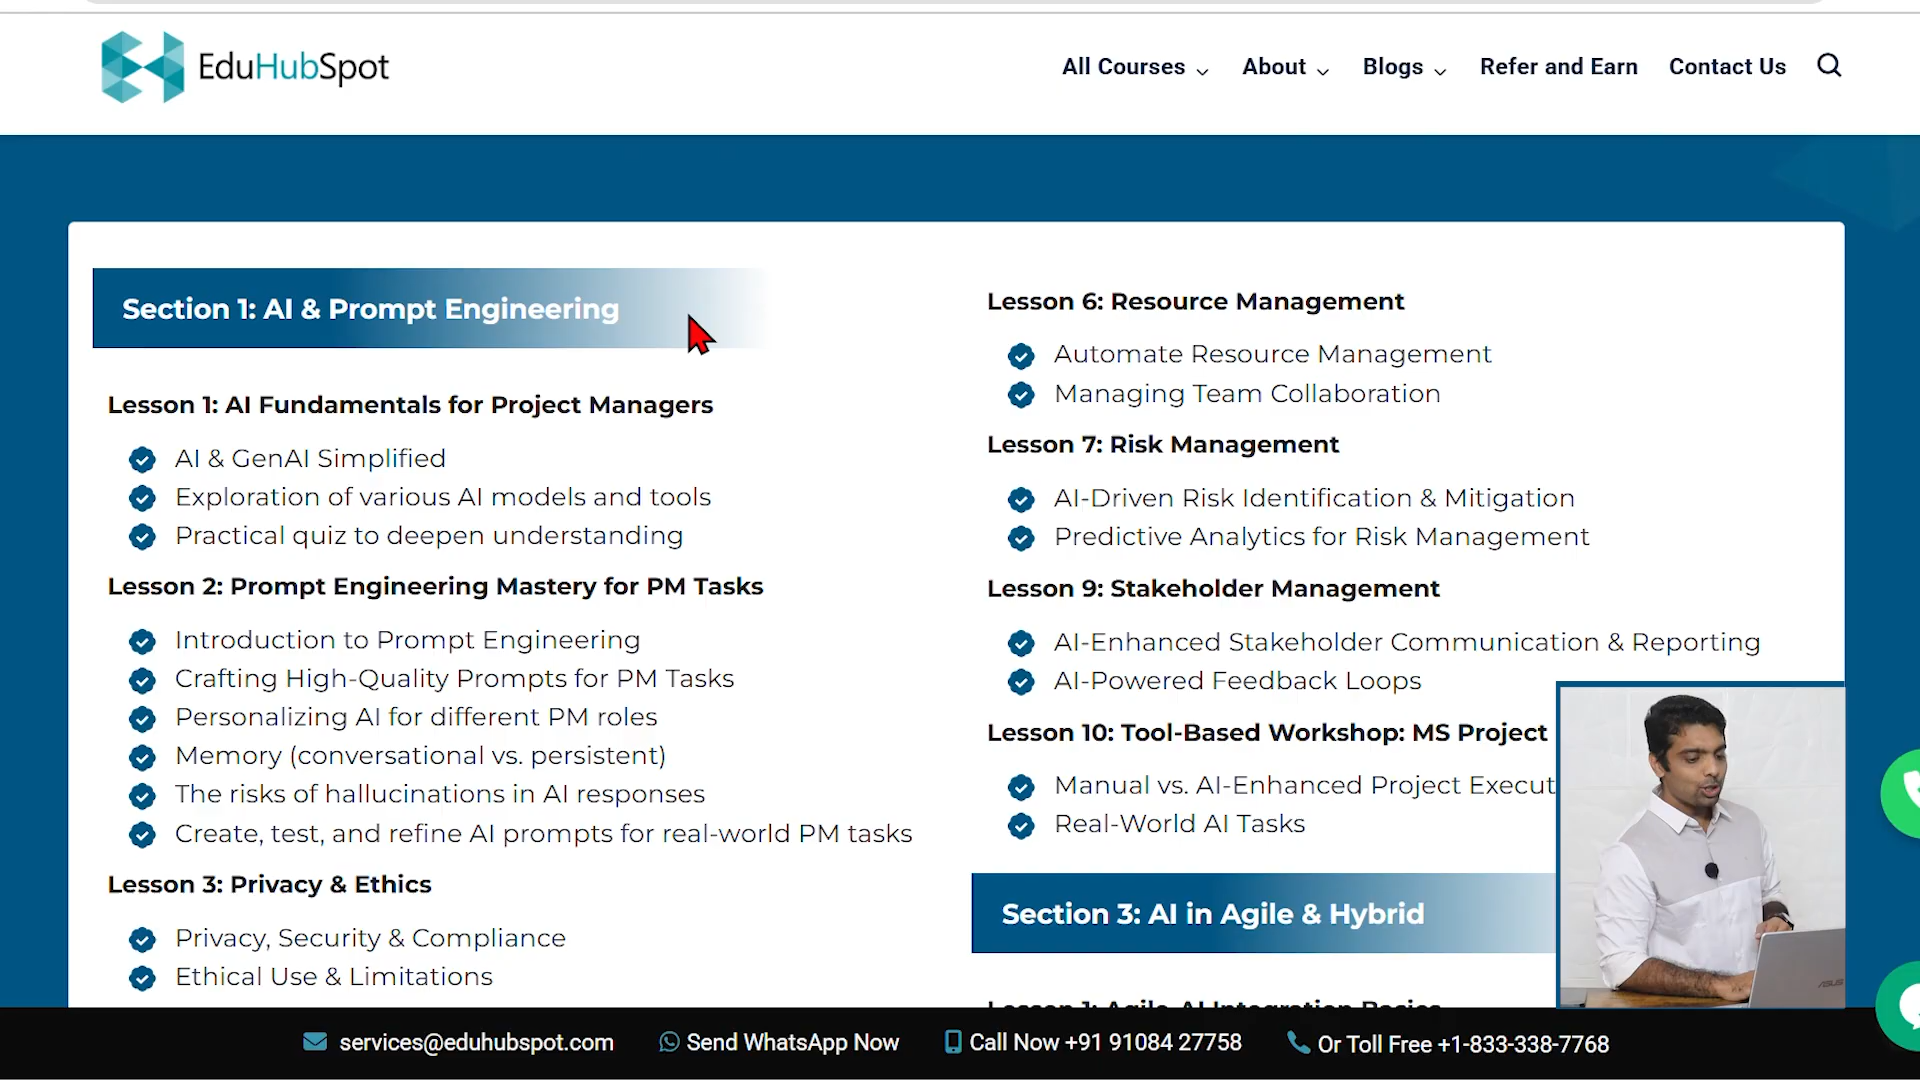 EduHubSpot
All Courses
About
Blogs
Refer and Earn
Contact Us
Section 1: AI & Prompt Engineering
Lesson 1: AI Fundamentals for Project Managers
AI & GenAI Simplified
Exploration of various AI models and tools
Practical quiz to deepen understanding
Lesson 2: Prompt Engineering Mastery for PM Tasks
Introduction to Prompt Engineering
Crafting High-Quality Prompts for PM Tasks
Personalizing AI for different PM roles
Memory (conversational vs. persistent)
The risks of hallucinations in AI responses
Create, test, and refine AI prompts for real-world PM tasks
Lesson 3: Privacy & Ethics
Privacy, Security & Compliance
Ethical Use & Limitations
Lesson 6: Resource Management
Automate Resource Management
Managing Team Collaboration
Lesson 7: Risk Management
AI-Driven Risk Identification & Mitigation
Predictive Analytics for Risk Management
Lesson 9: Stakeholder Management
AI-Enhanced Stakeholder Communication & Reporting
AI-Powered Feedback Loops
Lesson 10: Tool-Based Workshop: MS Project
Manual vs. AI-Enhanced Project Execut
Real-World AI Tasks
Section 3: AI in Agile & Hybrid
Lesson 1: Agile-AI Integration Basics
ASUS
services@eduhubspot.com
Send WhatsApp Now
Call Now +91 91084 27758
Or Toll Free +1-833-338-7768